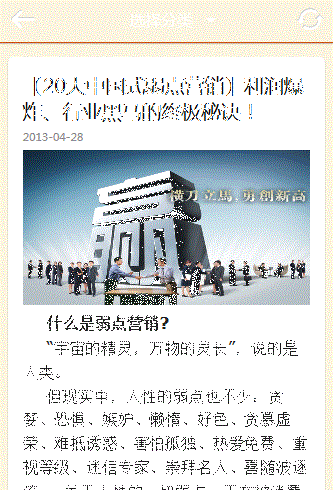 【20大中国式弱点营销】利润爆
炸、行业黑马的终极秘诀！
2013-04-28
横刀立馬,勇創新高
什么是弱点营销?
“宇宙的精灵，万物的灵长”，说的是
人类。
但现实中，人性的弱点也不少：贪
婪、恐惧、嫉妒、懒惰、好色、贪慕虚
荣、难抵诱惑、害怕孤独、热爱免费、重
视等级、迷信专家、崇拜名人、喜随波逐